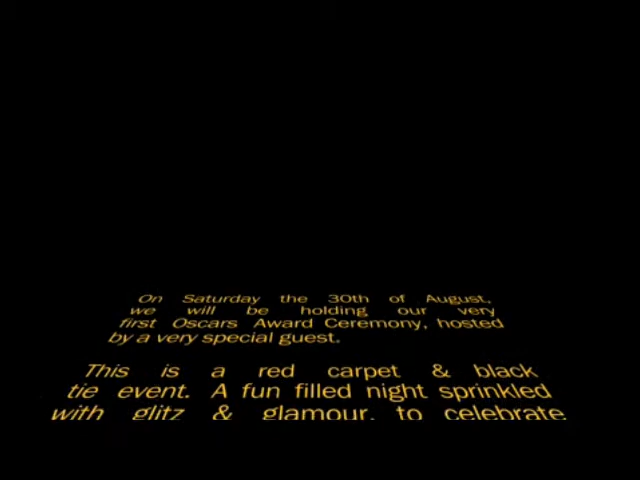 On Saturday the 30th of August,
we will be holding our very
first Oscars Award Ceremony, hosted
by a very special guest.
This is a red carpet & black
tie event. A fun filled night sprinkled
with glitz & glamour, to celebrate